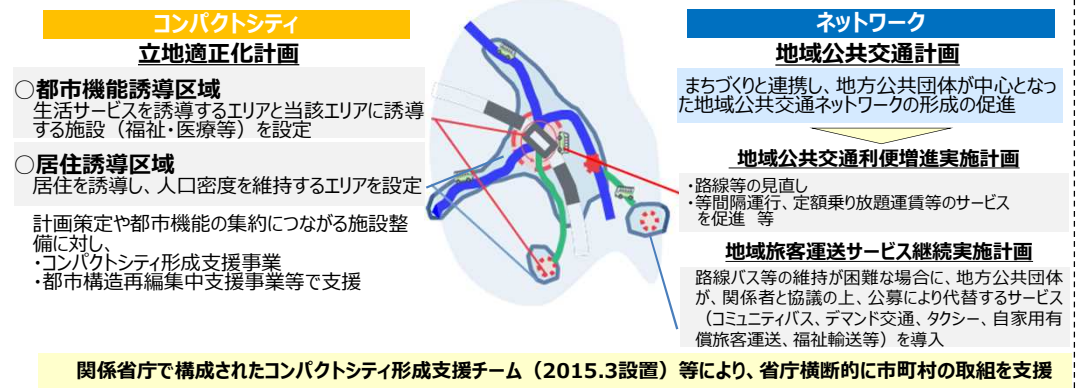 コンパクトシティ
立地適正化計画
○都市機能誘導区域
生活サービスを誘導するエリアと当該エリアに誘導
する施設（福祉・医療等）を設定
○居住誘導区域
居住を誘導し、人口密度を維持するエリアを設定
計画策定や都市機能の集約につながる施設整
備に対し、
・コンパクトシティ形成支援事業
・都市構造再編集中支援事業等で支援
ネットワーク
地域公共交通計画
まちづくりと連携し、地方公共団体が中心となっ
た地域公共交通ネットワークの形成の促進
地域公共交通利便増進実施計画
・路線等の見直し
・等間隔運行、定額乗り放題運賃等のサービス
を促進 等
地域旅客運送サービス継続実施計画
路線バス等の維持が困難な場合に、地方公共団体
が、関係者と協議の上、公募により代替するサービス
（コミュニティバス、デマンド交通、タクシー、自家用有
償旅客運送、福祉輸送等）を導入
関係省庁で構成されたコンパクトシティ形成支援チーム（2015.3設置）等により、省庁横断的に市町村の取組を支援